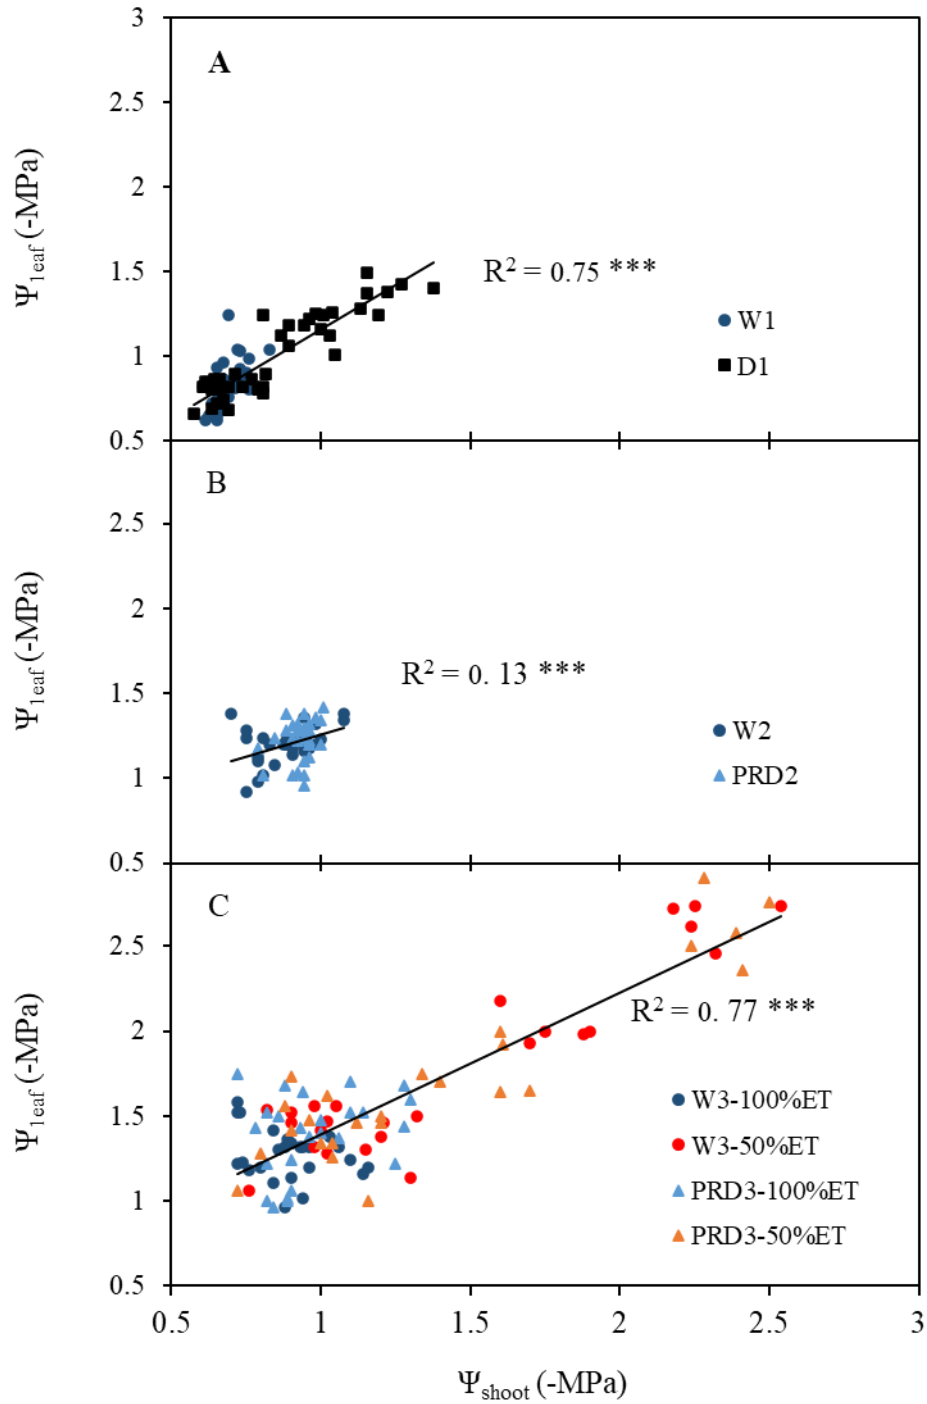 3
A
2.5
2
Ψ1eaf (-MPa)
1.5
R2 = 0.75 ***
W1
1
D1
0.5
B
2.5
2
Ψ1eaf (-MPa)
R2 = 0. 13 ***
1.5
W2
1
PRD2
0.5
C
2.5
Ψ1eaf (-MPa)
2
R2 = 0. 77 ***
W3-100%ET
1.5
W3-50%ET
1
PRD3-100%ET
PRD3-50%ET
0.5
0.5 1 1.5 2 2.5 3
Ψshoot (-MPa)